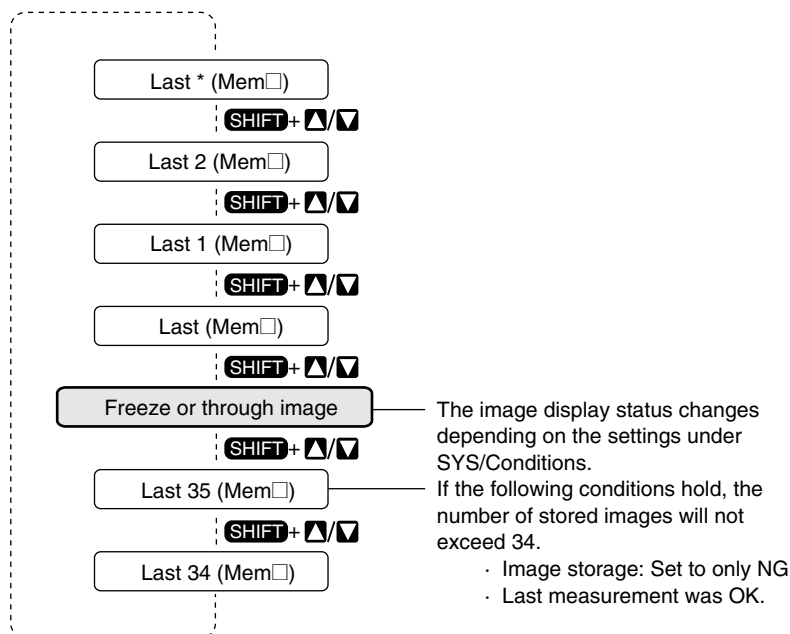 Last * (Mem□)
SHIFT+▲/▼
Last 2 (Mem□)
SHIFT+▲/▼
Last 1 (Mem□)
SHIFT+▲/▼
Last (Mem□)
SHIFT+▲/▼
Freeze or through image
The image display status changes
depending on the settings under
SYS/Conditions.
SHIFT+▲/▼
Last 35 (Mem□)
If the following conditions hold, the
number of stored images will not
exceed 34.
· Image storage: Set to only NG
· Last measurement was OK.
SHIFT+▲/▼
Last 34 (Mem□)